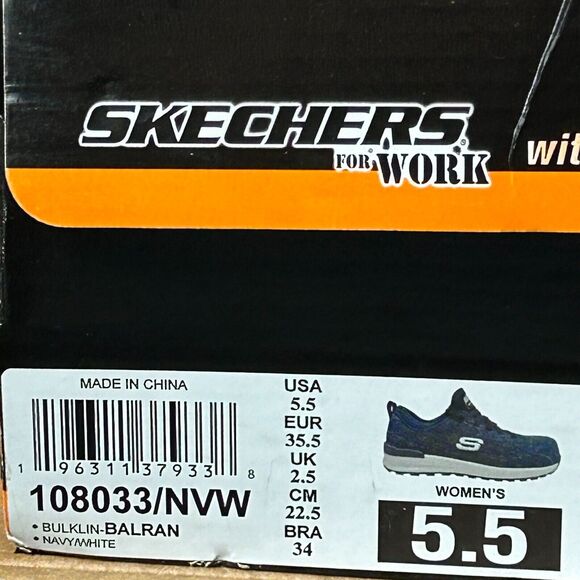 SKECHERS
FOR WORK
wit
MADE IN CHINA
1 96311 37933 8
108033/NVW
• BULKLIN-BALRAN
• NAVY/WHITE
USA
5.5
EUR
35.5
UK
2.5
CM
22.5
BRA
34
S
WOMEN'S
5.5